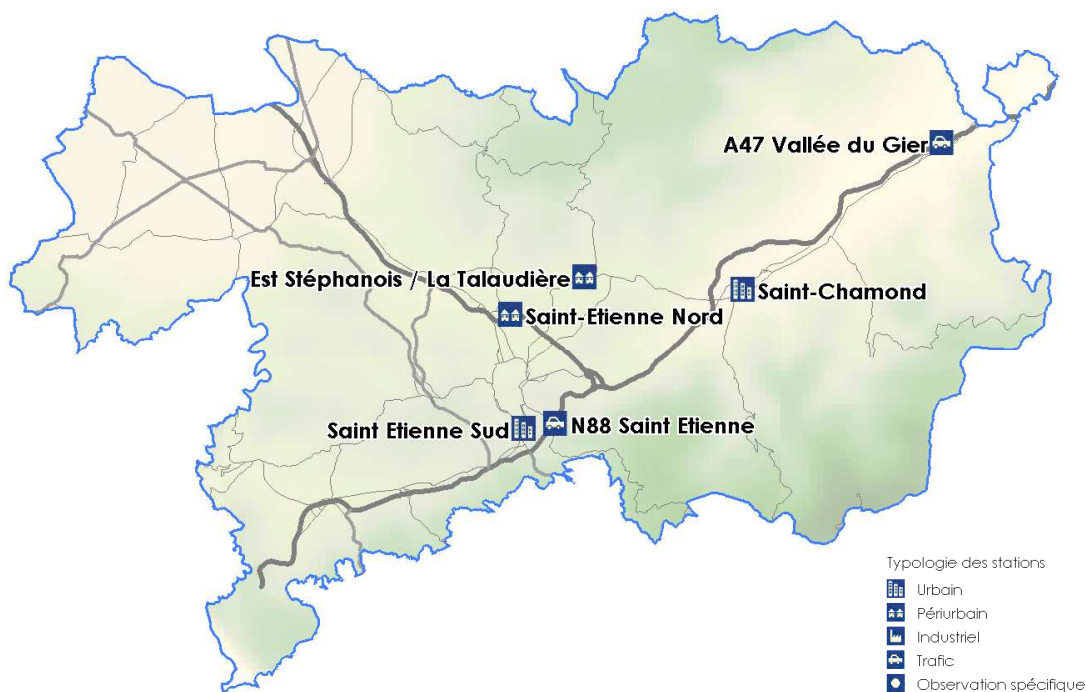 A47 Vallée du Gier
Est Stéphanois / La Talaudière
Saint-Chamond
Saint-Etienne Nord
Saint Etienne Sud
N88 Saint Etienne
Typologie des stations
Urbain
Périurbain
Industriel
Trafic
Observation spécifique